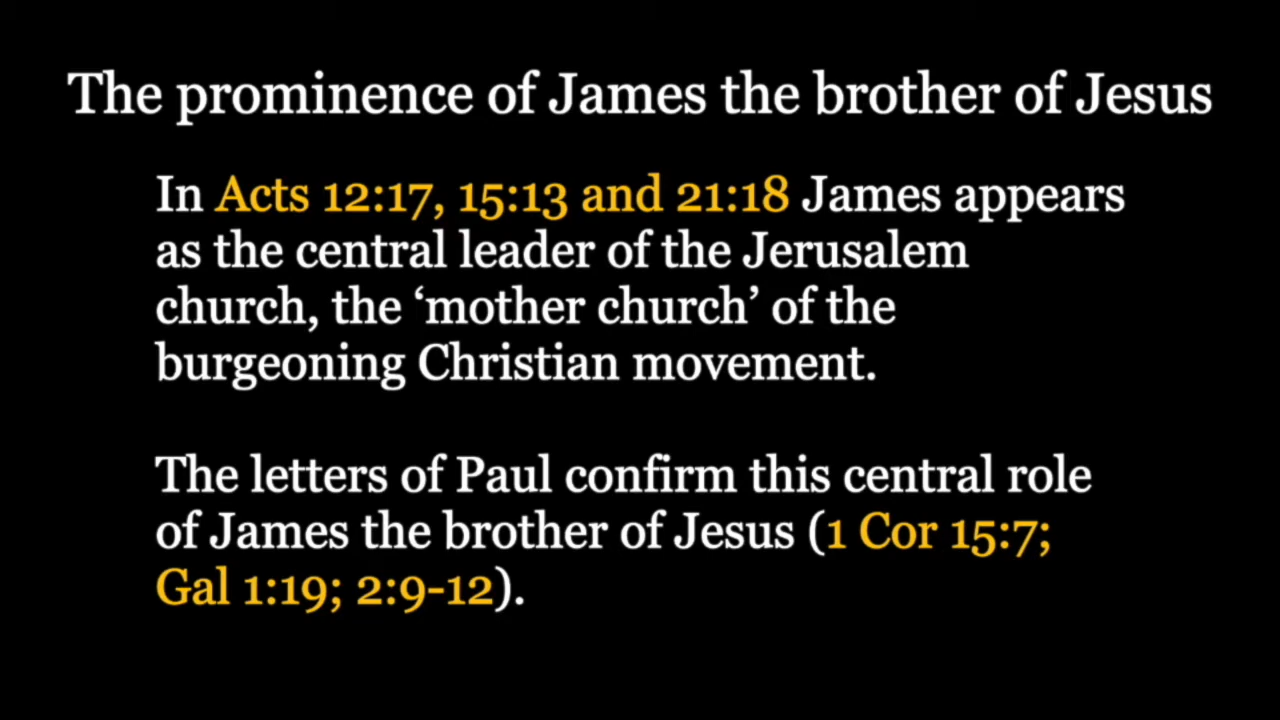 The prominence of James the brother of Jesus
In Acts 12:17, 15:13 and 21:18 James appears
as the central leader of the Jerusalem
church, the ‘mother church’ of the
burgeoning Christian movement.
The letters of Paul confirm this central role
of James the brother of Jesus (1 Cor 15:7;
Gal 1:19; 2:9-12).